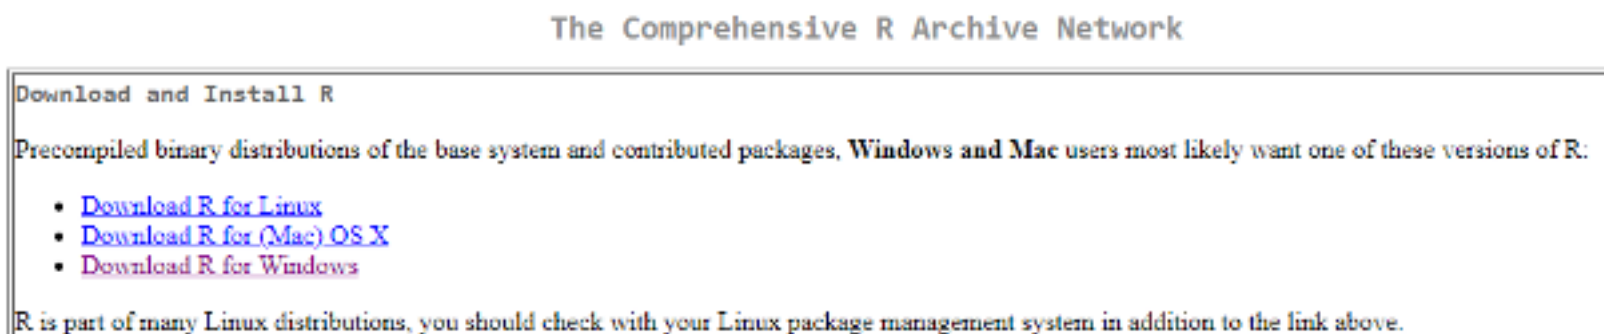 The Comprehensive R Archive Network
Download and Install R
Precompiled binary distributions of the base system and contributed packages, Windows and Mac users most likely want one of these versions of R:
• Download R for Linux
• Download R for (Mac) OS X
• Download R for Windows
R is part of many Linux distributions, you should check with your Linux package management system in addition to the link above.